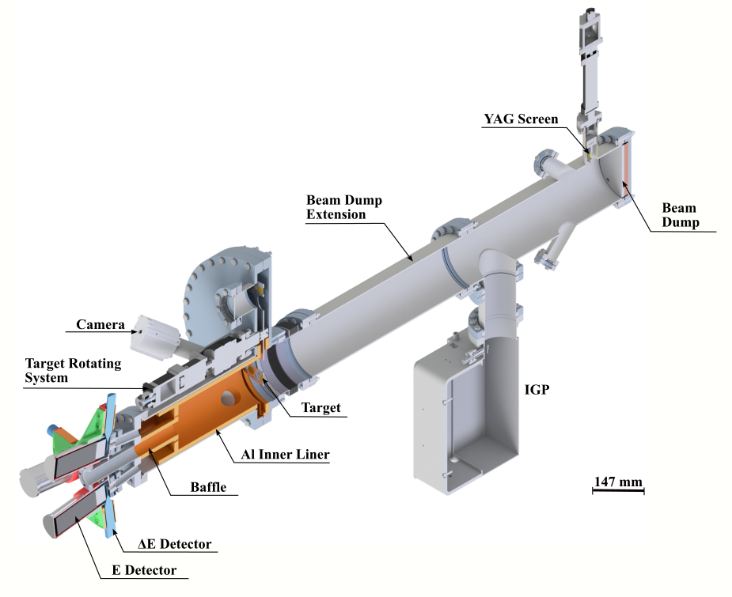 YAG Screen
Beam Dump
Extension
Beam
Dump
Camera
Target Rotating
System
Target
IGP
Al Inner Liner
Baffle
147 mm
ΔE Detector
E Detector